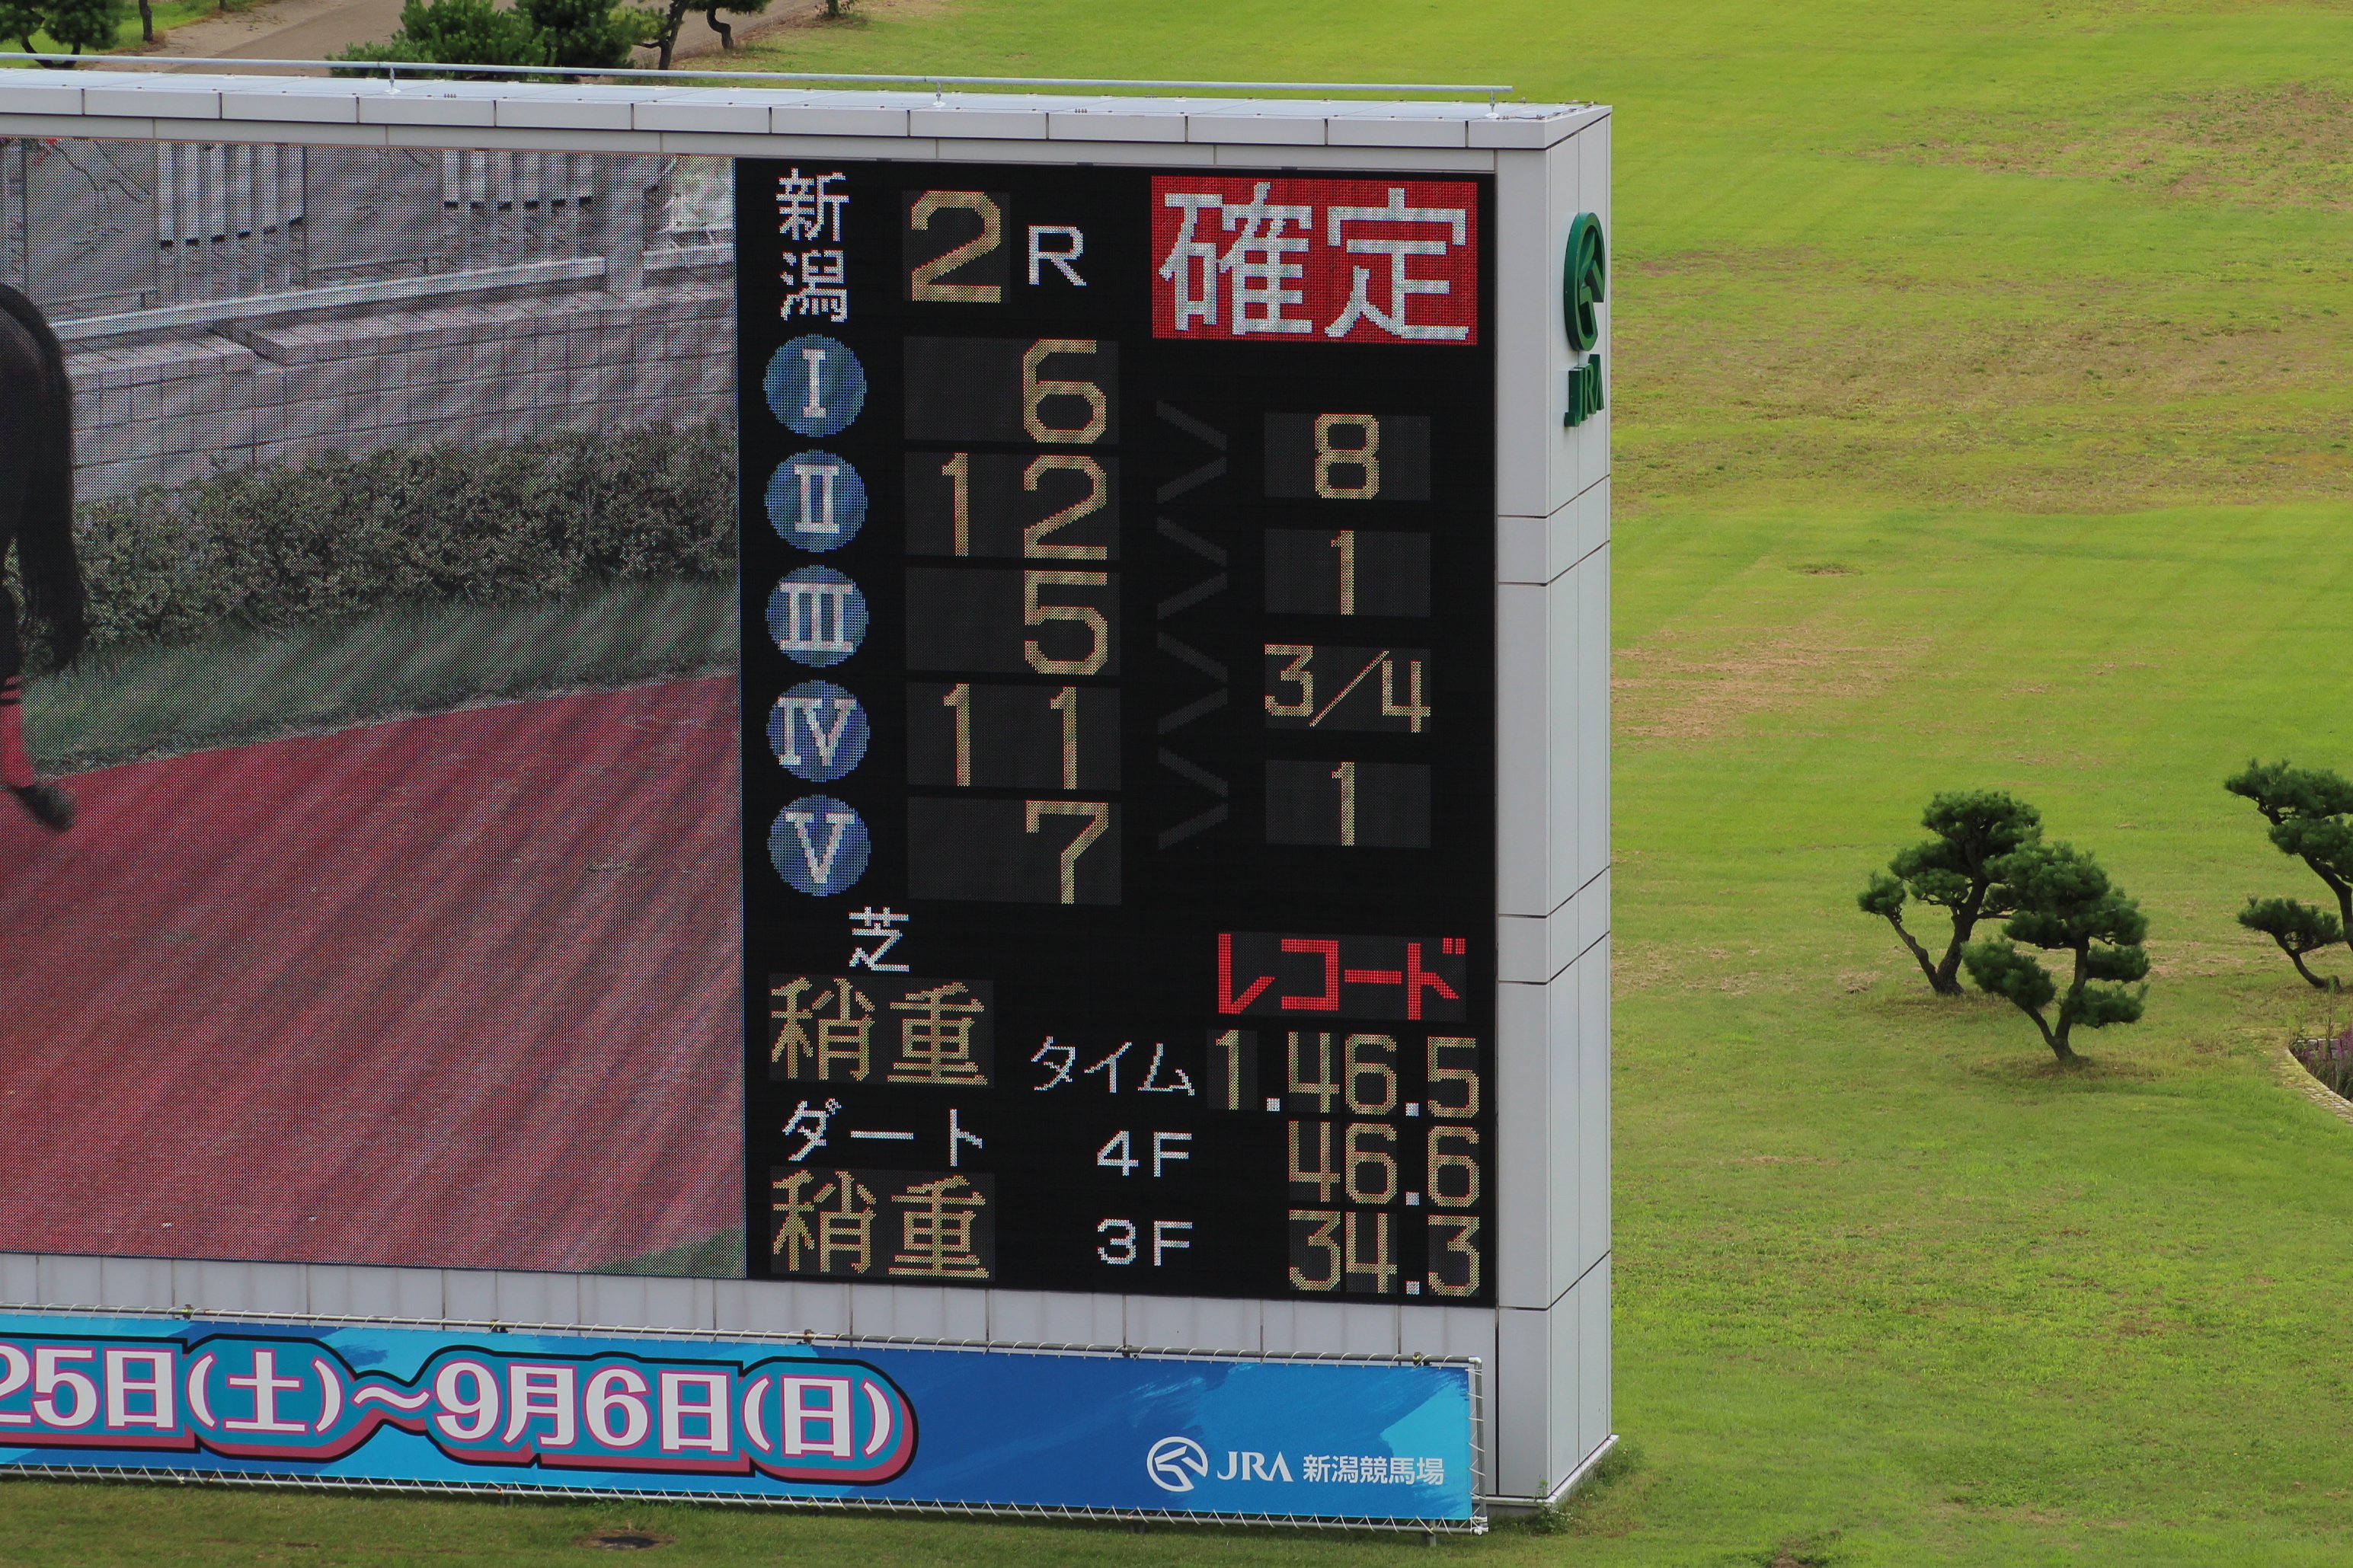 新潟 2R 確定
I 6
8
II 12
1
III 5
3/4
IV 11
1
V 7
芝
稍重
レコード
タイム 1.46.5
ダート
4F 46.6
稍重
3F 34.3
JRA
25日(土)~9月6日(日)
JRA 新潟競馬場